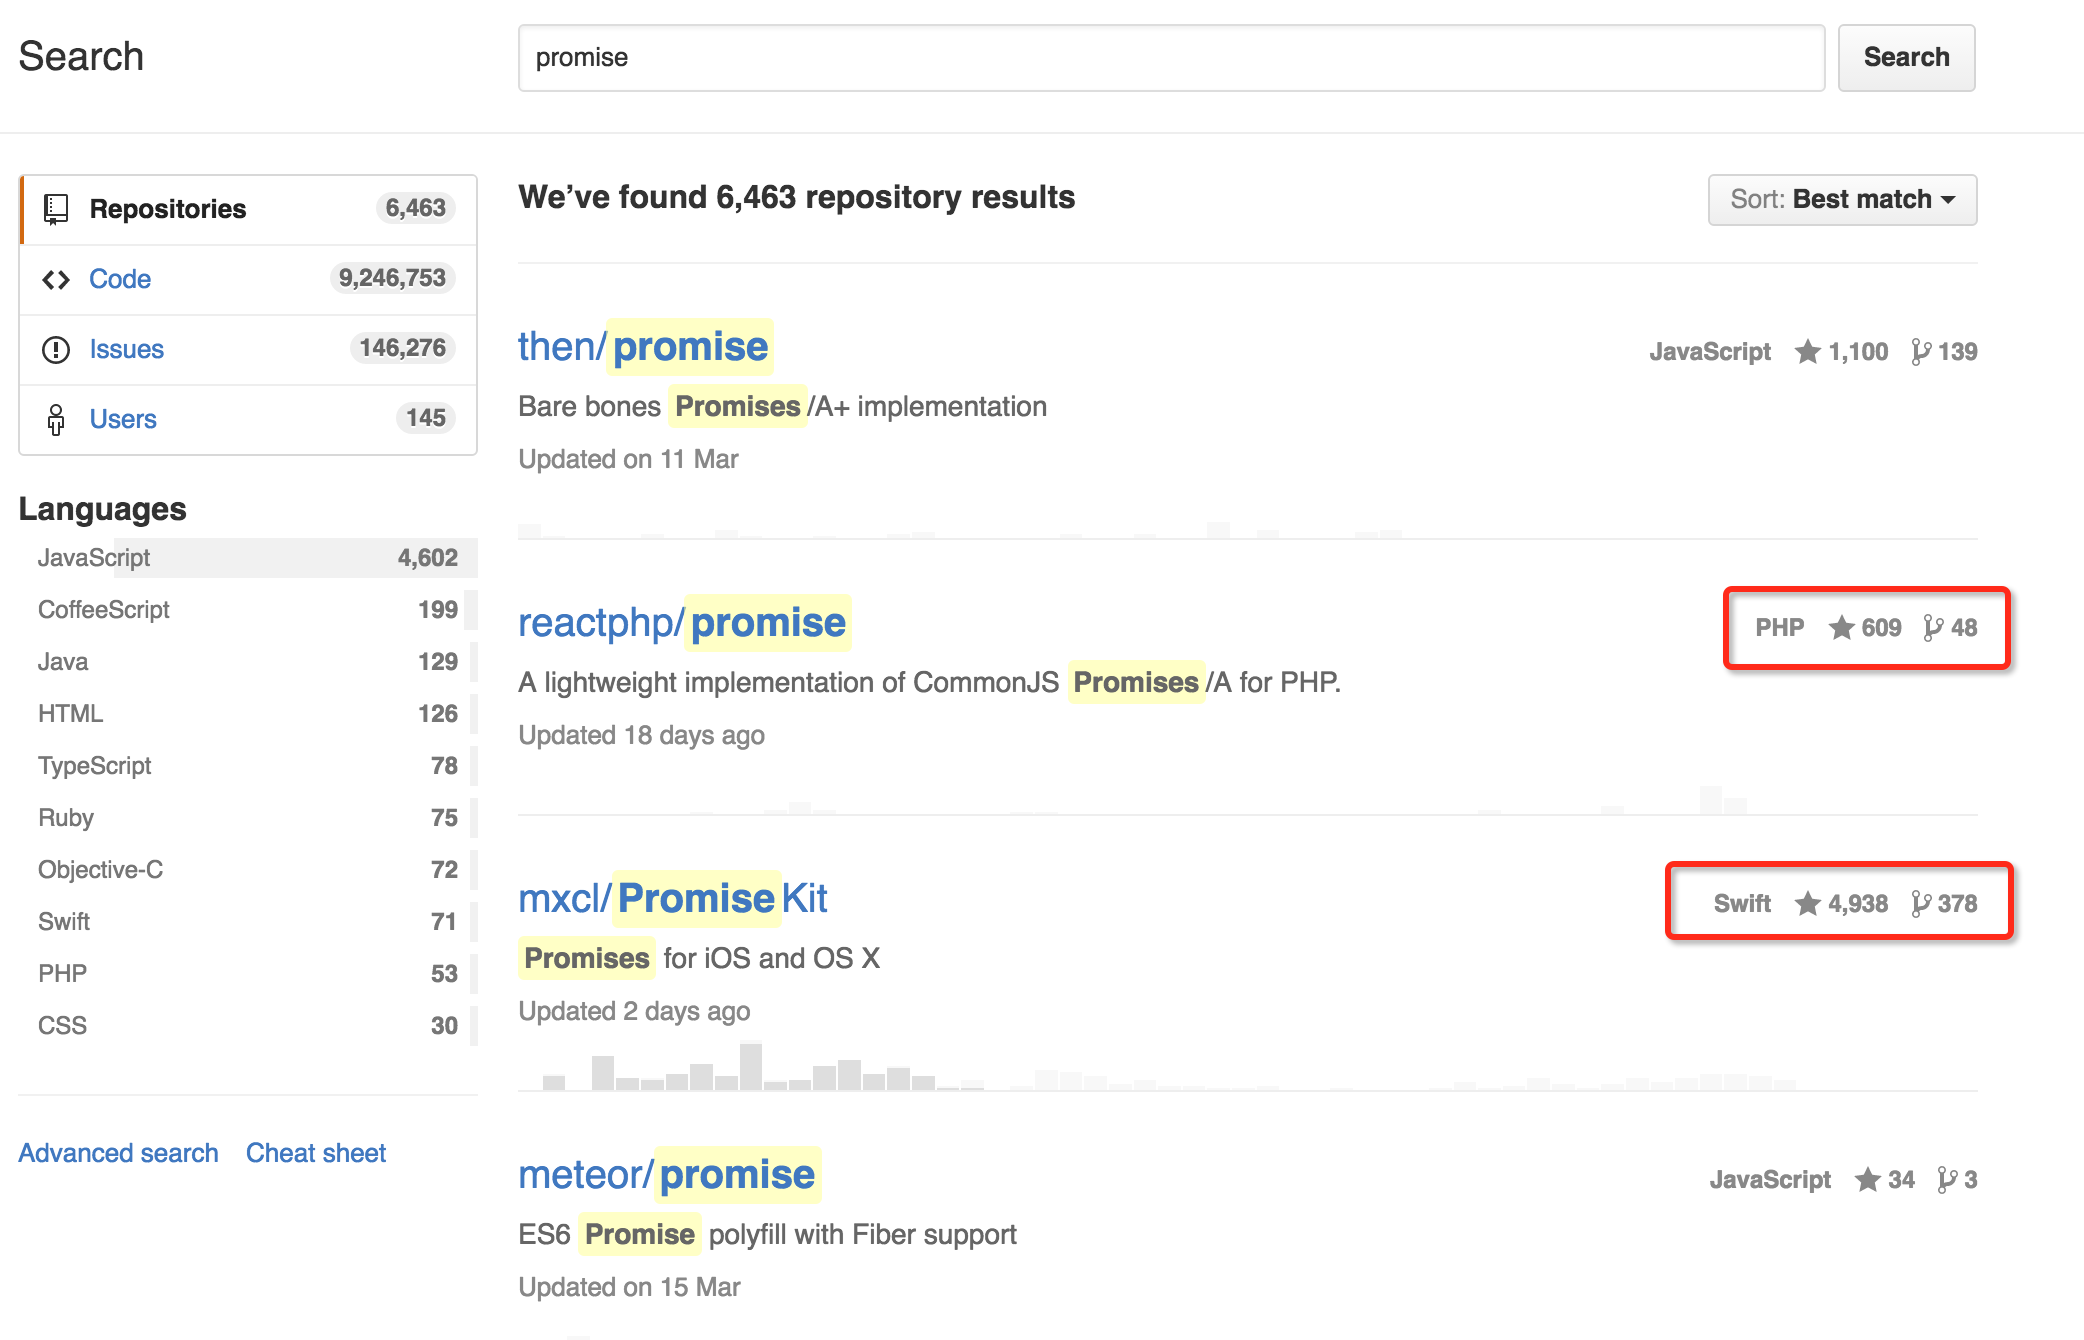 Search
promise
Search
Repositories 6,463
Code 9,246,753
Issues 146,276
Users 145
Languages
JavaScript 4,602
CoffeeScript 199
Java 129
HTML 126
TypeScript 78
Ruby 75
Objective-C 72
Swift 71
PHP 53
CSS 30
Advanced search Cheat sheet
We’ve found 6,463 repository results
Sort: Best match
then/promise
JavaScript 1,100 139
Bare bones Promises/A+ implementation
Updated on 11 Mar
reactphp/promise
PHP 609 48
A lightweight implementation of CommonJS Promises/A for PHP.
Updated 18 days ago
mxcl/PromiseKit
Swift 4,938 378
Promises for iOS and OS X
Updated 2 days ago
meteor/promise
JavaScript 34 3
ES6 Promise polyfill with Fiber support
Updated on 15 Mar